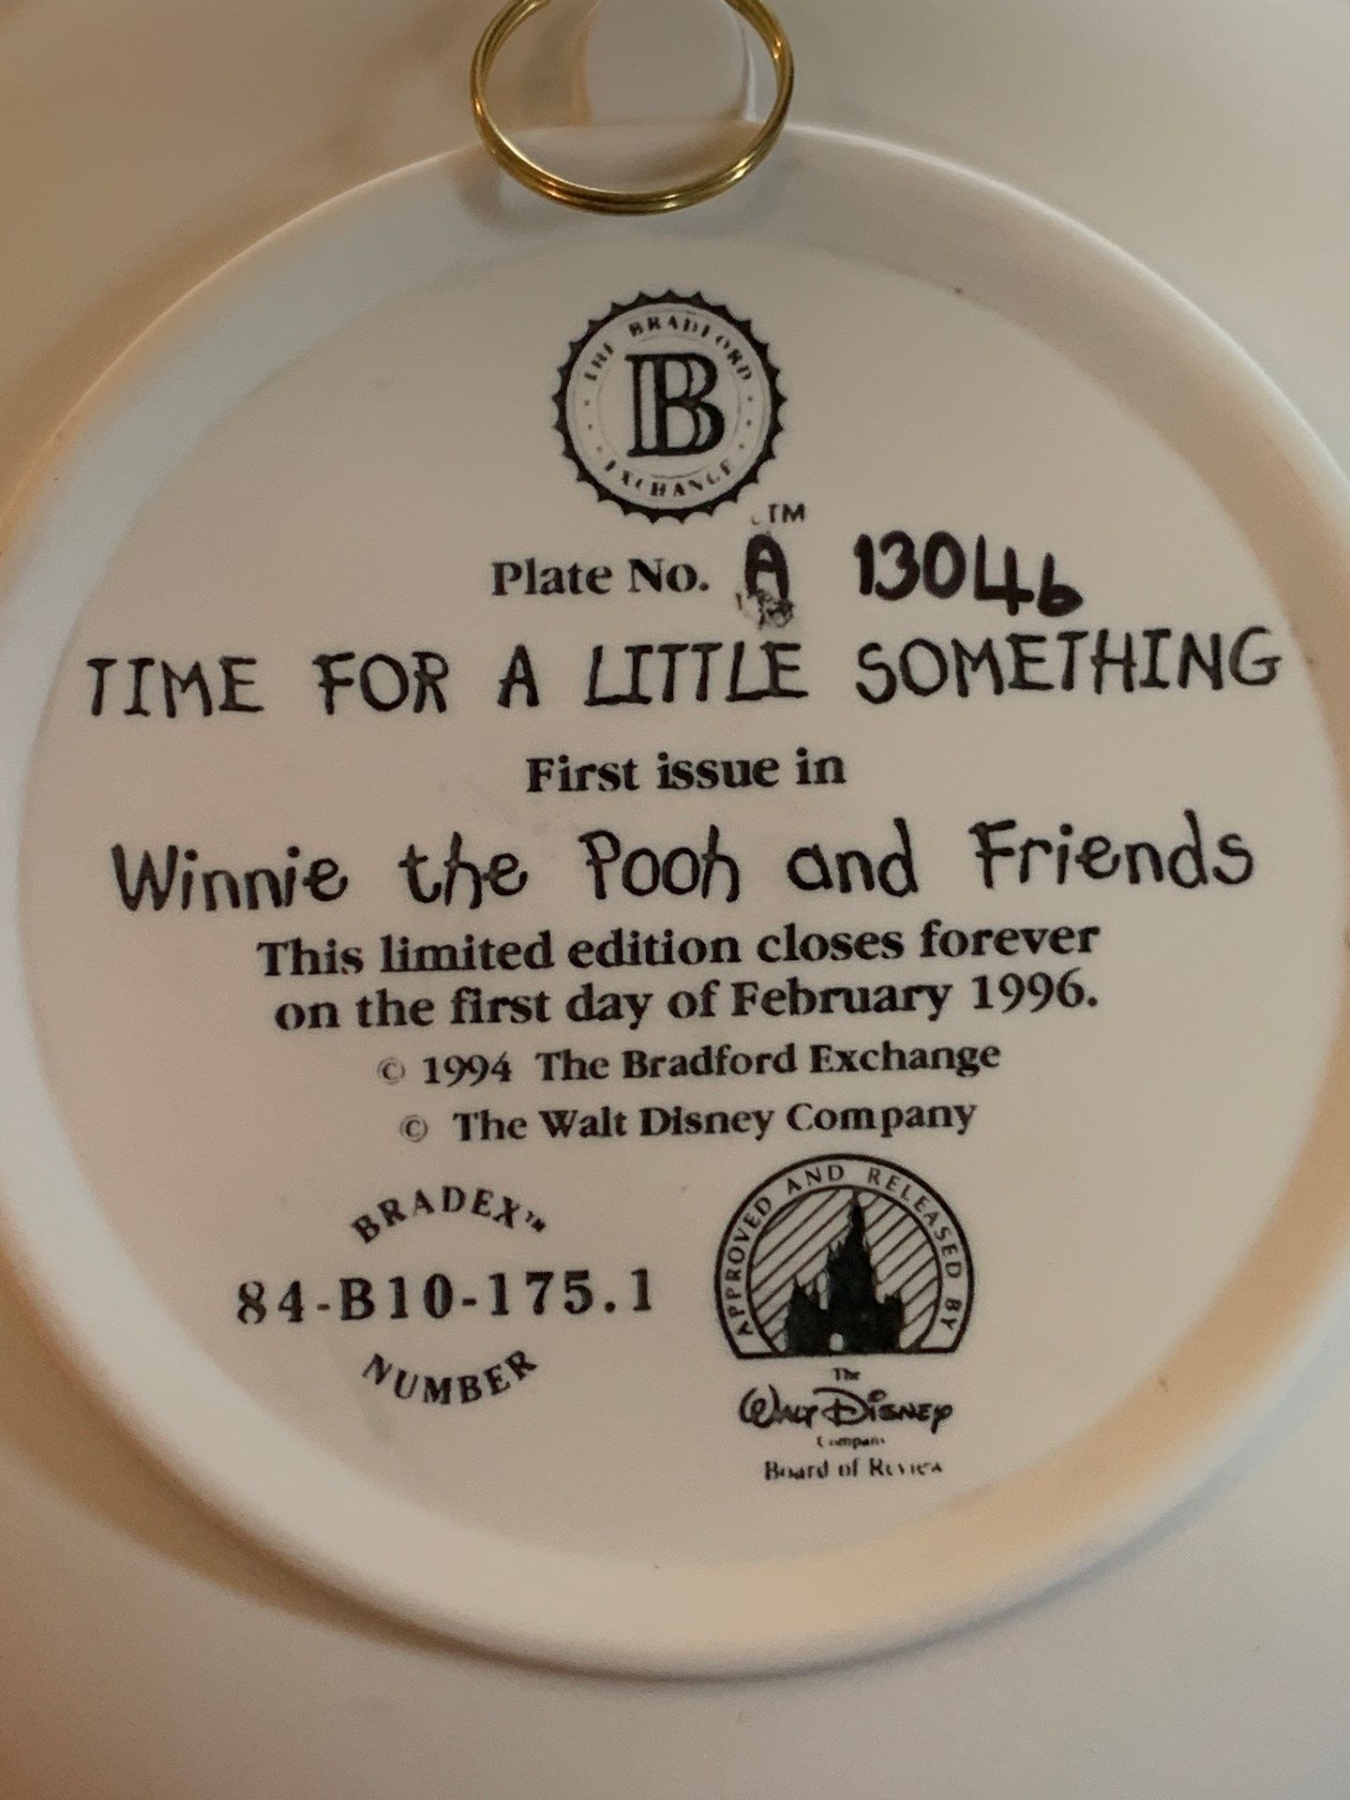 THE BRADFORD
B
EXCHANGE
TM
Plate No. A 13046
TIME FOR A LITTLE SOMETHING
First issue in
Winnie the Pooh and Friends
This limited edition closes forever
on the first day of February 1996.
© 1994 The Bradford Exchange
© The Walt Disney Company
BRADEX™
84-B10-175.1
NUMBER
APPROVED AND RELEASED BY
The
WALT DISNEY
Company
Board of Review